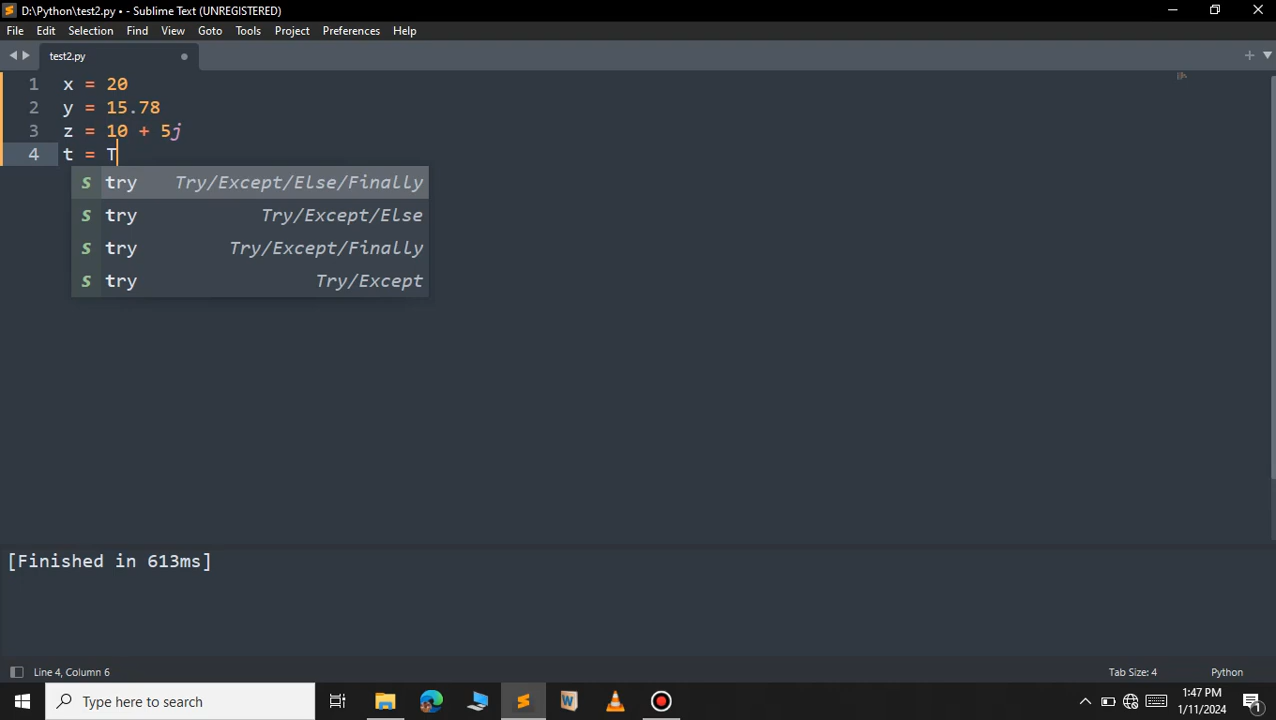 D:\Python\test2.py • - Sublime Text (UNREGISTERED)
File Edit Selection Find View Goto Tools Project Preferences Help
test2.py
1 x = 20
2 y = 15.78
3 z = 10 + 5j
4 t = T
s try Try/Except/Else/Finally
s try Try/Except/Else
s try Try/Except/Finally
s try Try/Except
[Finished in 613ms]
Line 4, Column 6 Tab Size: 4 Python
Type here to search
1:47 PM
1/11/2024